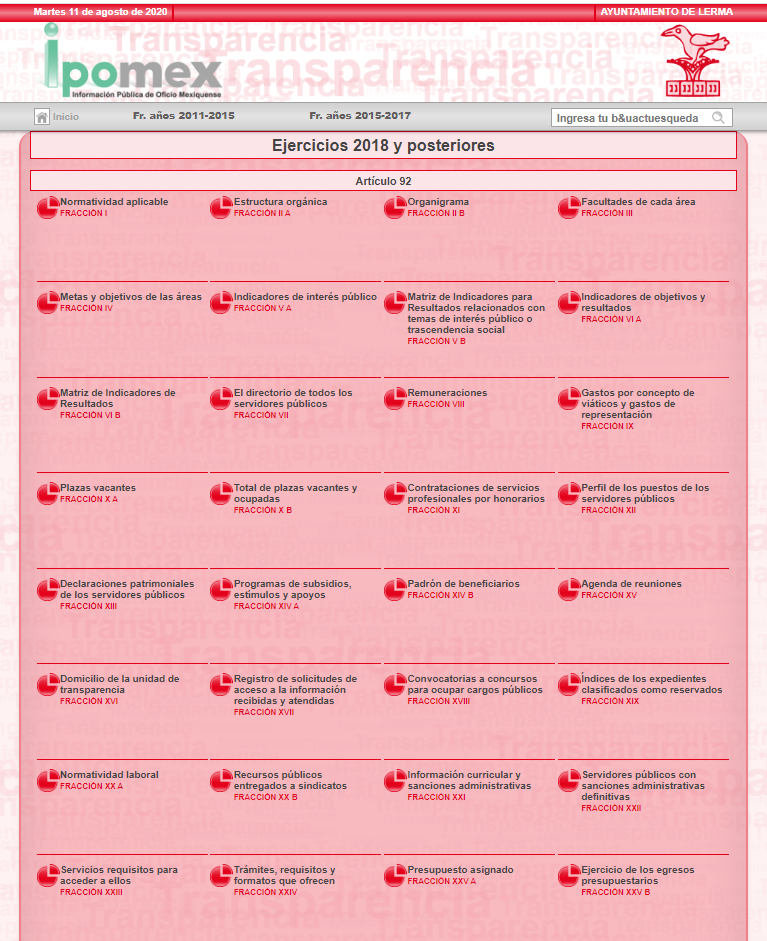 Martes 11 de agosto de 2020
AYUNTAMIENTO DE LERMA
ipomex
Información Pública de Oficio Mexiquense
Transparencia
Inicio
Fr. años 2011-2015
Fr. años 2015-2017
Ingresa tu b&uactuesqueda
Ejercicios 2018 y posteriores
Artículo 92
Normatividad aplicable
FRACCIÓN I
Estructura orgánica
FRACCIÓN II A
Organigrama
FRACCIÓN II B
Facultades de cada área
FRACCIÓN III
Metas y objetivos de las áreas
FRACCIÓN IV
Indicadores de interés público
FRACCIÓN V A
Matriz de Indicadores para
Resultados relacionados con
temas de interés público o
trascendencia social
FRACCIÓN V B
Indicadores de objetivos y
resultados
FRACCIÓN VI A
Matriz de Indicadores de
Resultados
FRACCIÓN VI B
El directorio de todos los
servidores públicos
FRACCIÓN VII
Remuneraciones
FRACCIÓN VIII
Gastos por concepto de
viáticos y gastos de
representación
FRACCIÓN IX
Plazas vacantes
FRACCIÓN X A
Total de plazas vacantes y
ocupadas
FRACCIÓN X B
Contrataciones de servicios
profesionales por honorarios
FRACCIÓN XI
Perfil de los puestos de los
servidores públicos
FRACCIÓN XII
Declaraciones patrimoniales
de los servidores públicos
FRACCIÓN XIII
Programas de subsidios,
estímulos y apoyos
FRACCIÓN XIV A
Padrón de beneficiarios
FRACCIÓN XIV B
Agenda de reuniones
FRACCIÓN XV
Domicilio de la unidad de
transparencia
FRACCIÓN XVI
Registro de solicitudes de
acceso a la información
recibidas y atendidas
FRACCIÓN XVII
Convocatorias a concursos
para ocupar cargos públicos
FRACCIÓN XVIII
Índices de los expedientes
clasificados como reservados
FRACCIÓN XIX
Normatividad laboral
FRACCIÓN XX A
Recursos públicos
entregados a sindicatos
FRACCIÓN XX B
Información curricular y
sanciones administrativas
FRACCIÓN XXI
Servidores públicos con
sanciones administrativas
definitivas
FRACCIÓN XXII
Servicios requisitos para
acceder a ellos
FRACCIÓN XXIII
Trámites, requisitos y
formatos que ofrecen
FRACCIÓN XXIV
Presupuesto asignado
FRACCIÓN XXV A
Ejercicio de los egresos
presupuestarios
FRACCIÓN XXV B